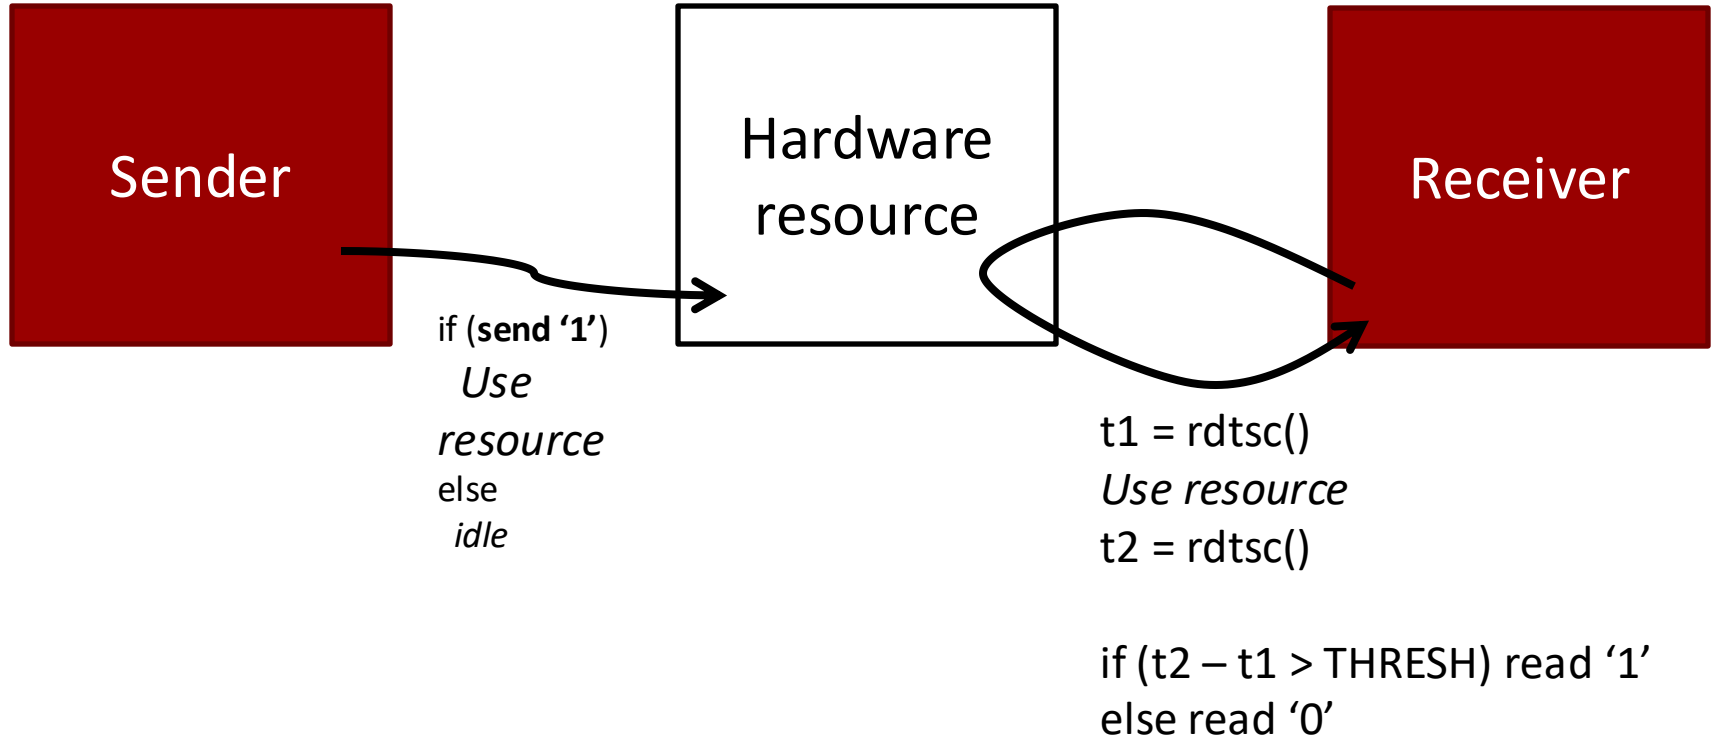 Sender
Hardware
resource
Receiver
if (send ‘1’)
Use
resource
else
idle
t1 = rdtsc()
Use resource
t2 = rdtsc()
if (t2 – t1 > THRESH) read ‘1’
else read ‘0’